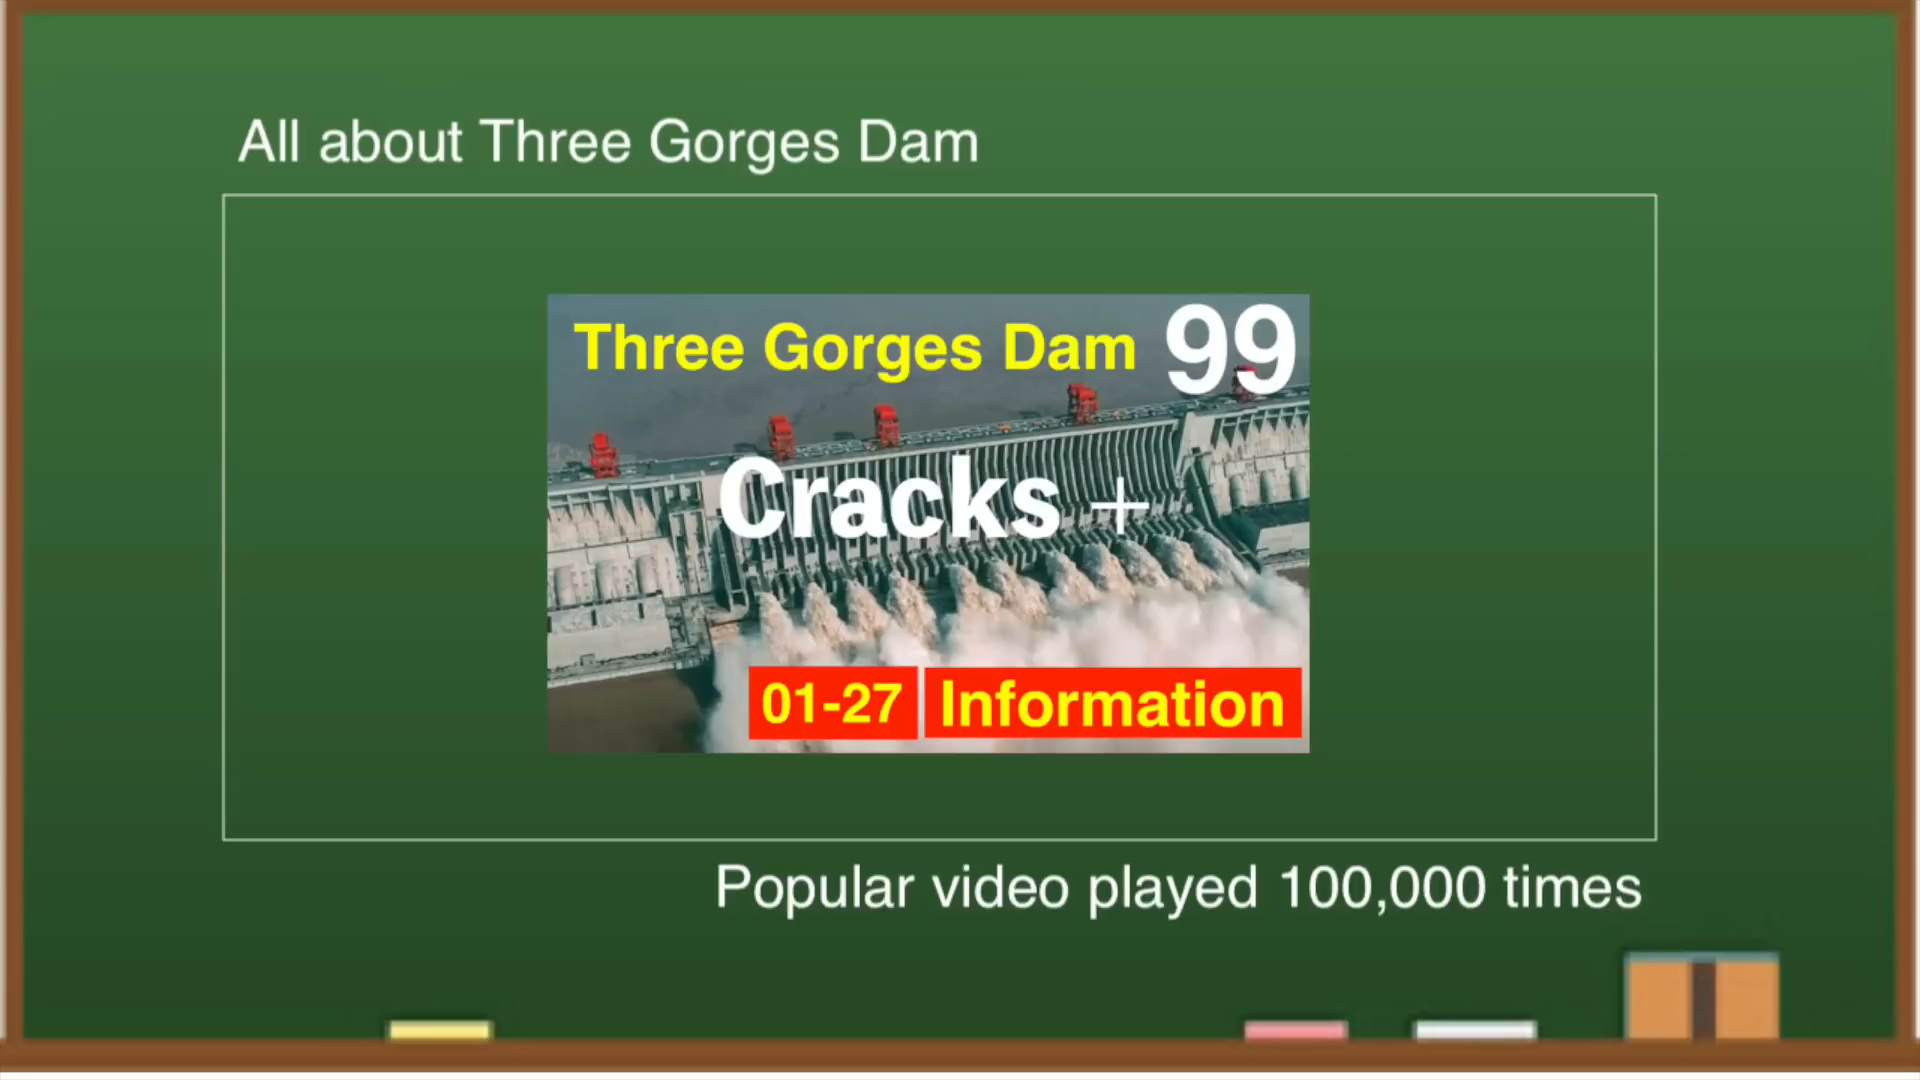 All about Three Gorges Dam
Three Gorges Dam 99
Cracks +
01-27 Information
Popular video played 100,000 times